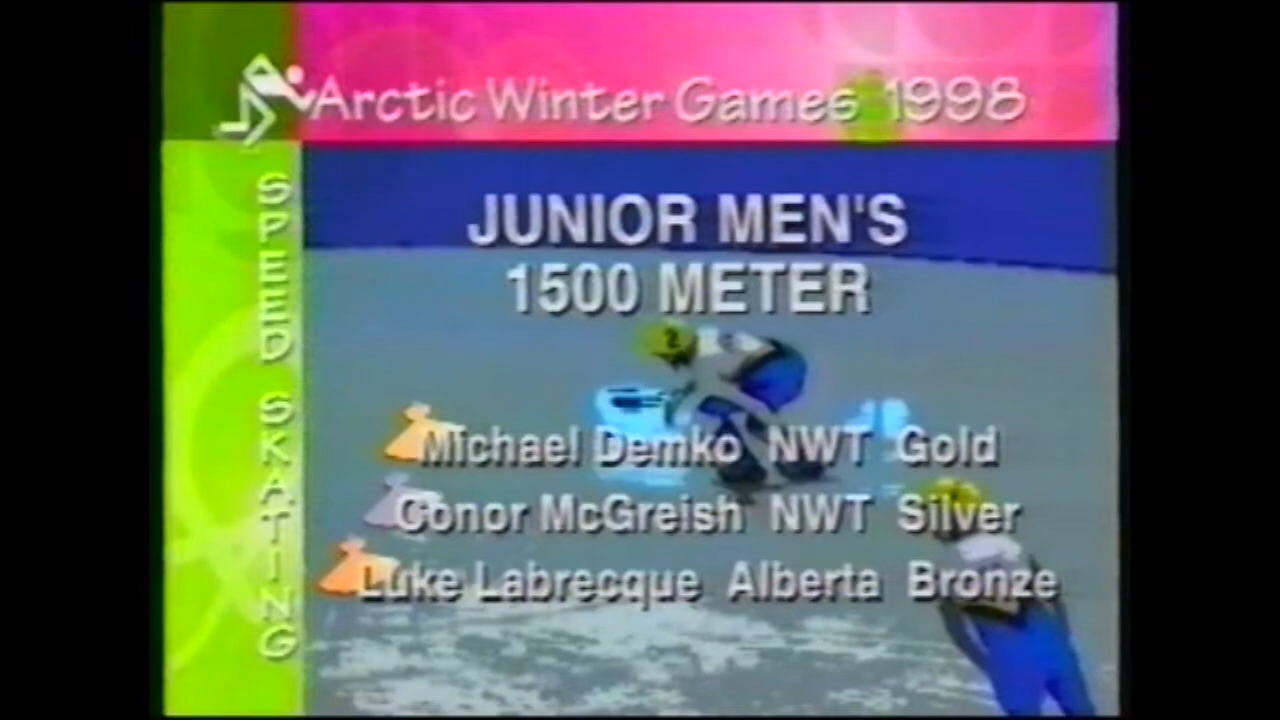 Arctic Winter Games 1998
SPEED SKATING
JUNIOR MEN'S
1500 METER
Michael Demko NWT Gold
Conor McGreish NWT Silver
Luke Labrecque Alberta Bronze
2